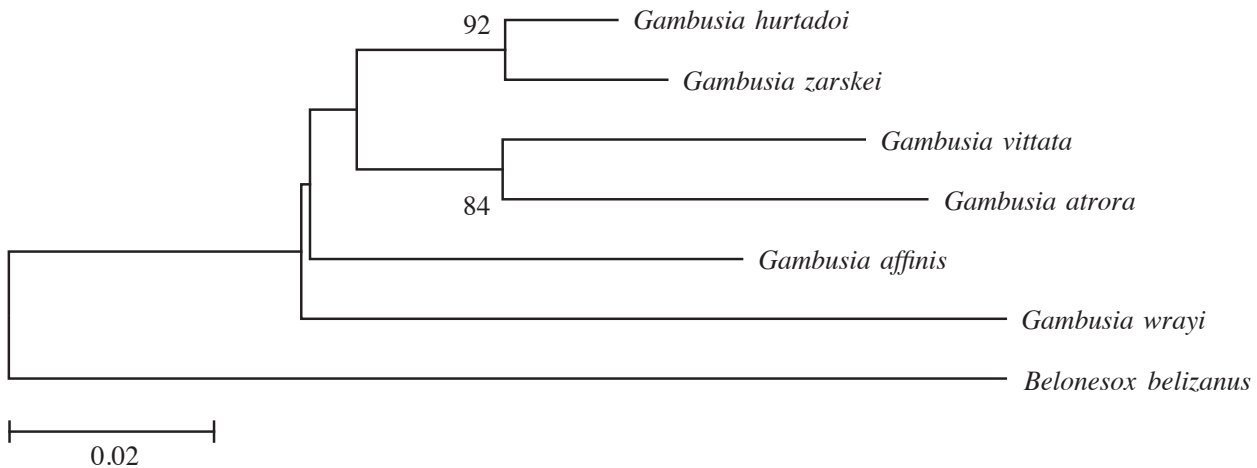 92
Gambusia hurtadoi
Gambusia zarskei
Gambusia vittata
84
Gambusia atrora
Gambusia affinis
Gambusia wrayi
Belonesox belizanus
0.02